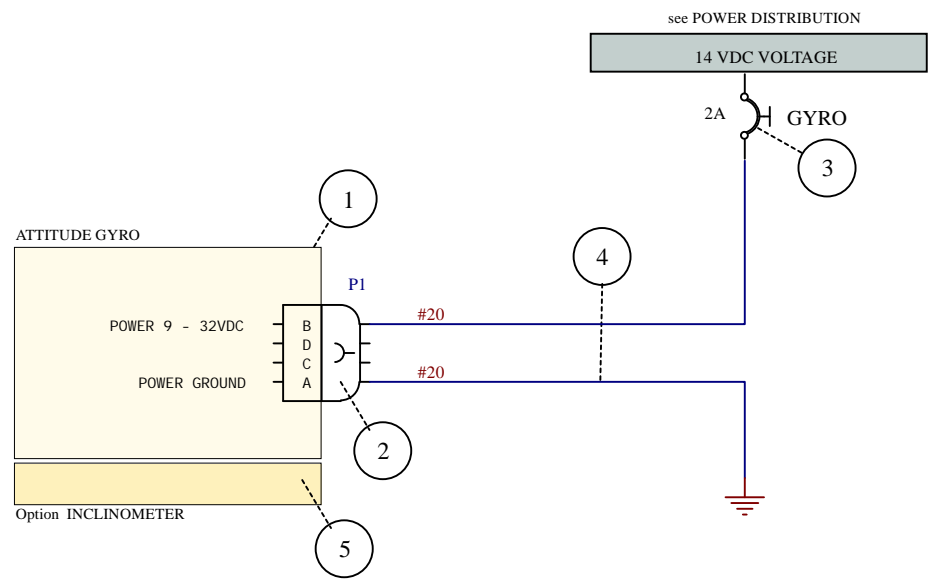 see POWER DISTRIBUTION
14 VDC VOLTAGE
2A
GYRO
3
1
ATTITUDE GYRO
4
P1
#20
POWER 9 - 32VDC
B
D
C
#20
POWER GROUND
A
2
Option INCLINOMETER
5